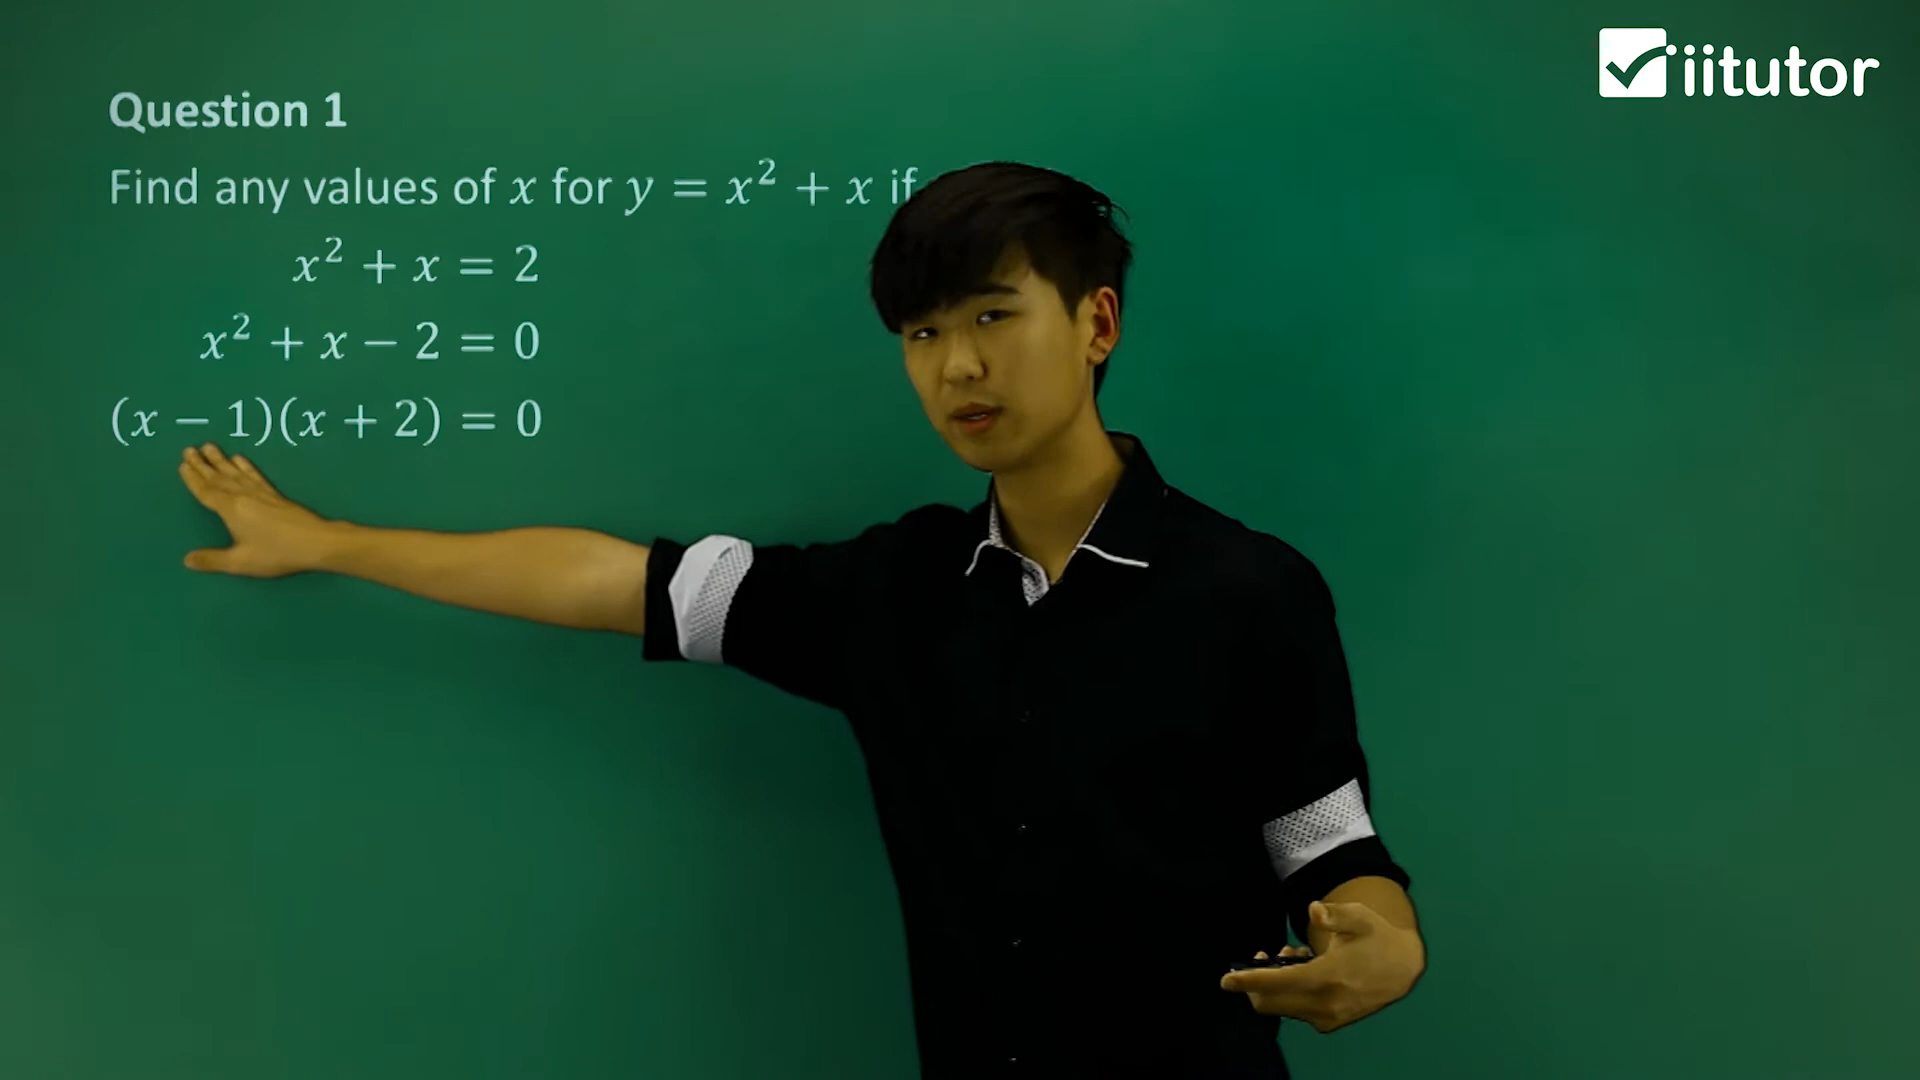 iitutor
Question 1
Find any values of x for y = x² + x if
x² + x = 2
x² + x − 2 = 0
(x − 1)(x + 2) = 0